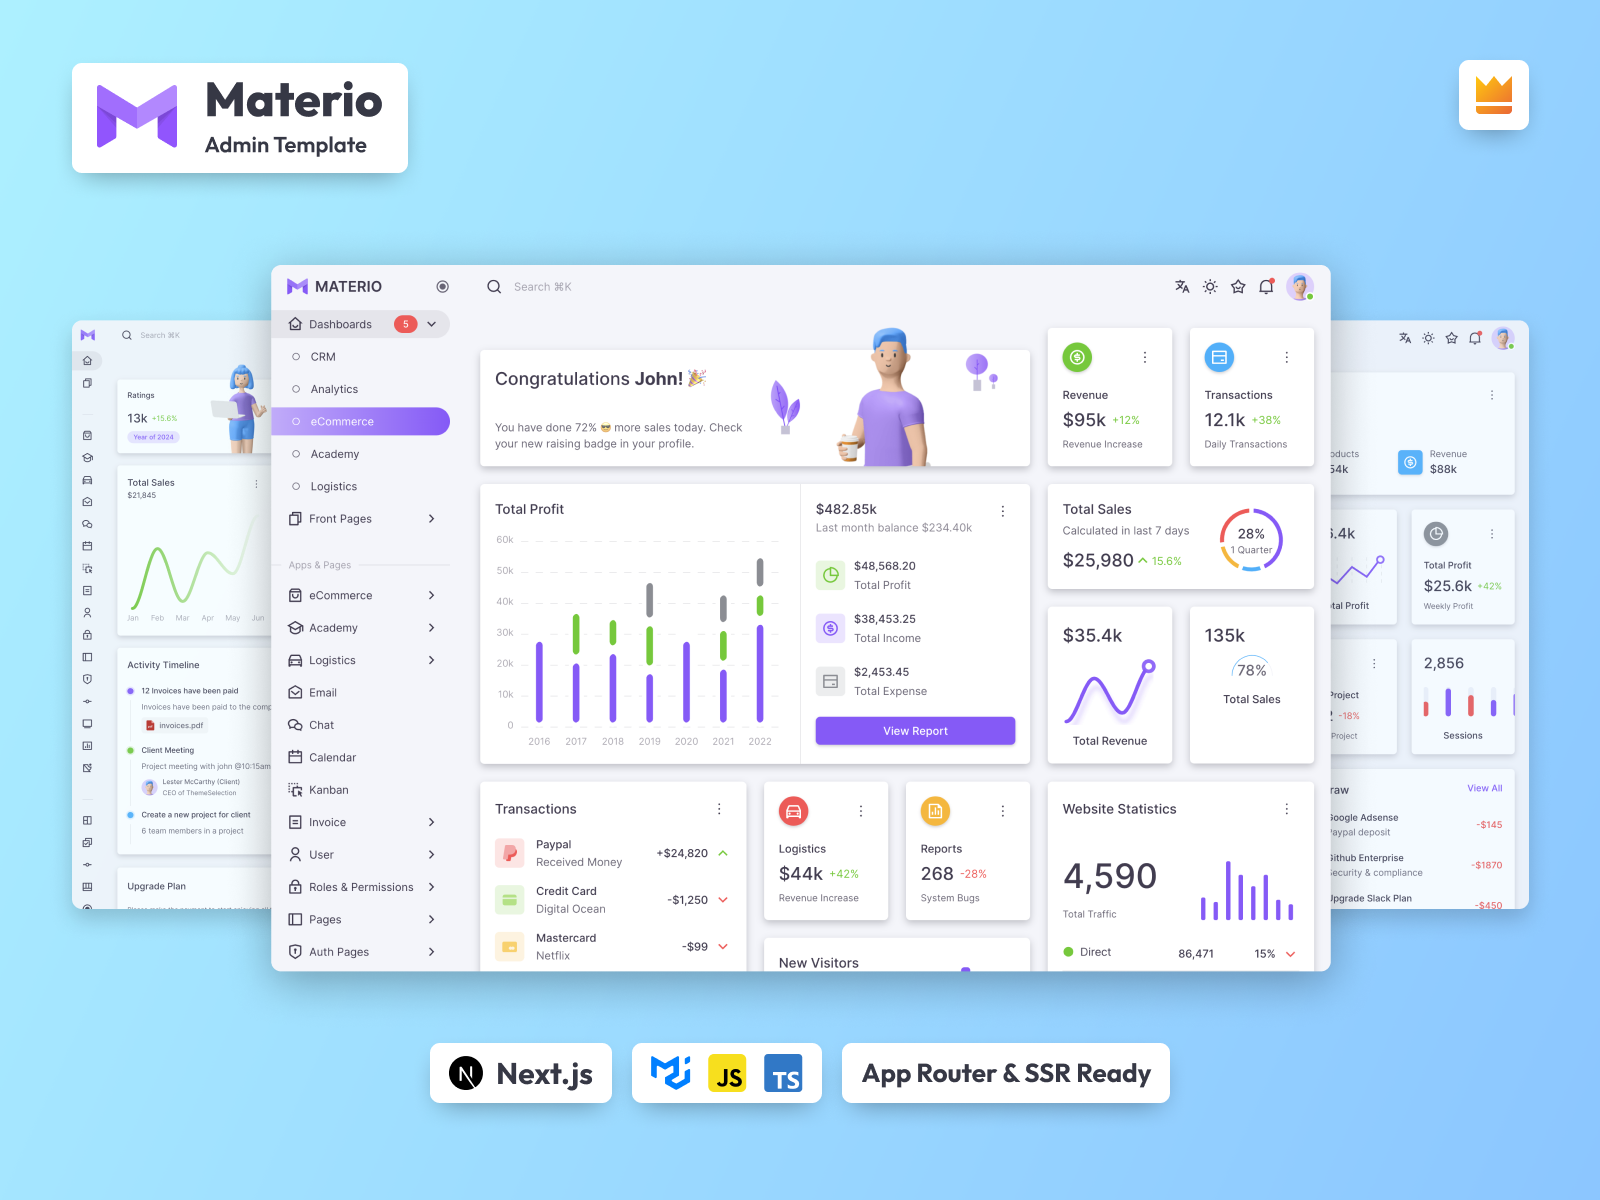 Materio
Admin Template
MATERIO
Search ⌘K
Dashboards
5
CRM
Analytics
eCommerce
Academy
Logistics
Front Pages
Apps & Pages
eCommerce
Academy
Logistics
Email
Chat
Calendar
Kanban
Invoice
User
Roles & Permissions
Pages
Auth Pages
Congratulations John! 🎉
You have done 72% 😎 more sales today. Check
your new raising badge in your profile.
Revenue
$95k +12%
Revenue Increase
Transactions
12.1k +38%
Daily Transactions
Total Profit
60k
50k
40k
30k
20k
10k
0
2016 2017 2018 2019 2020 2021 2022
$482.85k
Last month balance $234.40k
$48,568.20
Total Profit
$38,453.25
Total Income
$2,453.45
Total Expense
View Report
Total Sales
Calculated in last 7 days
$25,980 15.6%
28%
1 Quarter
$35.4k
Total Revenue
135k
78%
Total Sales
Transactions
Paypal
Received Money
+$24,820
Credit Card
Digital Ocean
-$1,250
Mastercard
Netflix
-$99
Logistics
$44k +42%
Revenue Increase
Reports
268 -28%
System Bugs
New Visitors
Website Statistics
4,590
Total Traffic
Direct 86,471 15%
Search ⌘K
Ratings
13k +15.6%
Year of 2024
Total Sales
$21,845
Jan Feb Mar Apr May Jun
Activity Timeline
12 Invoices have been paid
Invoices have been paid to the comp
invoices.pdf
Client Meeting
Project meeting with john @10:15am
Lester McCarthy (Client)
CEO of ThemeSelection
Create a new project for client
6 team members in a project
Upgrade Plan
oducts
54k
Revenue
$88k
6.4k
tal Profit
Total Profit
$25.6k +42%
Weekly Profit
Project
-18%
Project
2,856
Sessions
raw
View All
Google Adsense
Paypal deposit
-$145
Github Enterprise
Security & compliance
-$1870
Upgrade Slack Plan
-$450
N Next.js
JS
TS
App Router & SSR Ready